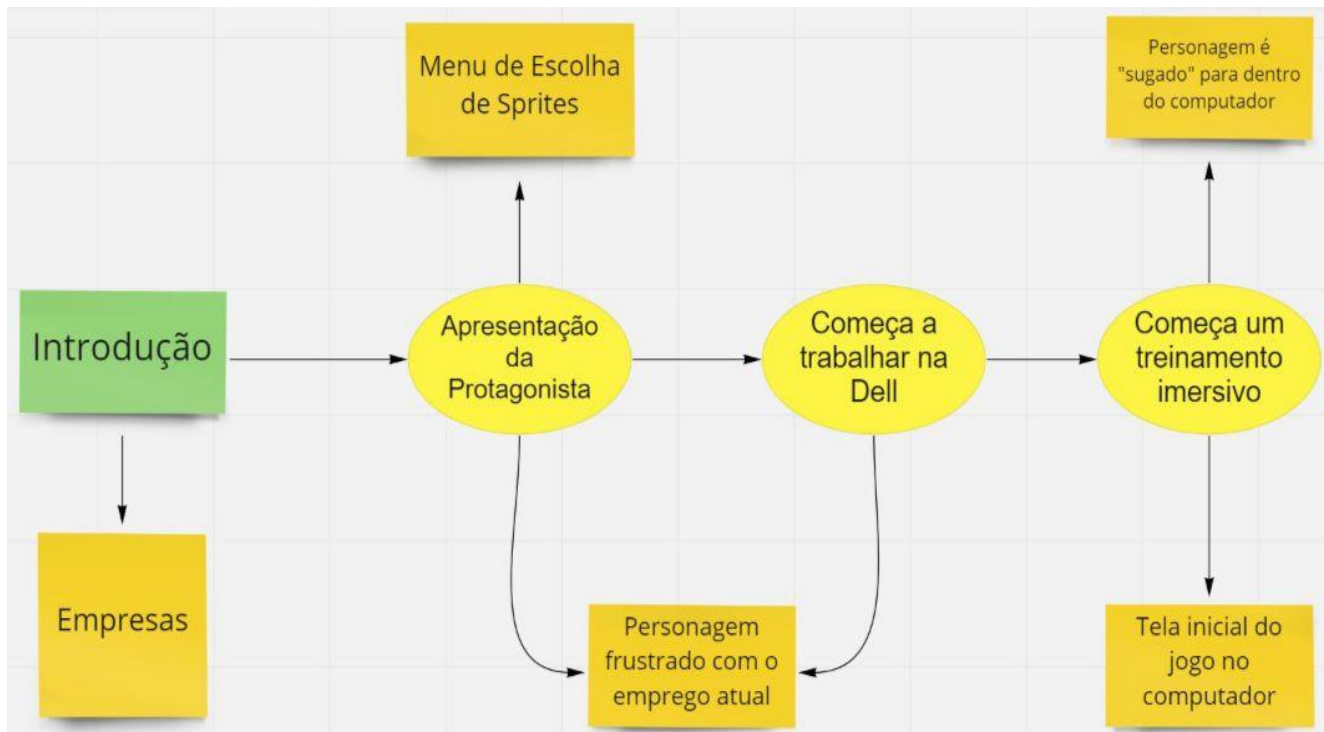 Menu de Escolha
de Sprites
Personagem é
"sugado" para dentro
do computador
Introdução
Apresentação
da
Protagonista
Começa a
trabalhar na
Dell
Começa um
treinamento
imersivo
Empresas
Personagem
frustrado com o
emprego atual
Tela inicial do
jogo no
computador